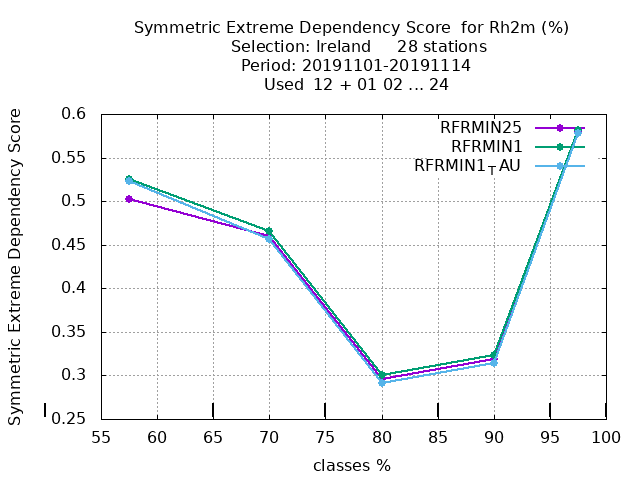 Symmetric Extreme Dependency Score  for Rh2m (%)
Selection: Ireland     28 stations
Period: 20191101-20191114
Used  12 + 01 02 ... 24
Symmetric Extreme Dependency Score
0.6
0.55
0.5
0.45
0.4
0.35
0.3
0.25
RFRMIN25
RFRMIN1
RFRMIN1TAU
55 60 65 70 75 80 85 90 95 100
classes %